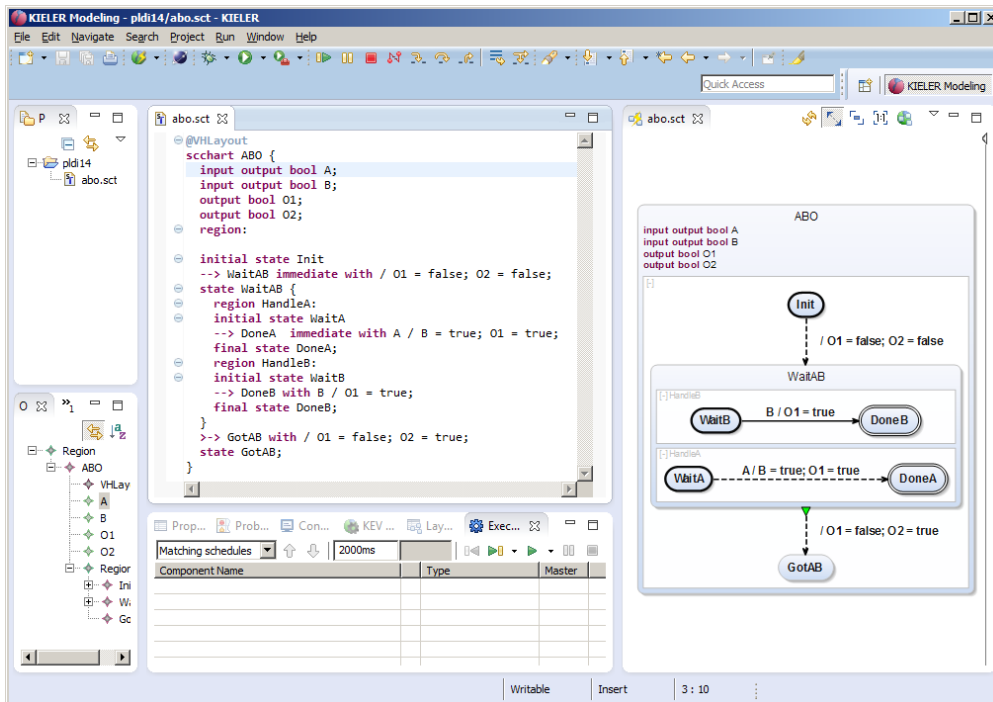 KIELER Modeling - pldi14/abo.sct - KIELER
File Edit Navigate Search Project Run Window Help
Quick Access
KIELER Modeling
P
pldi14
abo.sct
abo.sct
@VHLayout
scchart ABO {
input output bool A;
input output bool B;
output bool O1;
output bool O2;
region:
initial state Init
--> WaitAB immediate with / O1 = false; O2 = false;
state WaitAB {
region HandleA:
initial state WaitA
--> DoneA immediate with A / B = true; O1 = true;
final state DoneA;
region HandleB:
initial state WaitB
--> DoneB with B / O1 = true;
final state DoneB;
}
>-> GotAB with / O1 = false; O2 = true;
state GotAB;
}
abo.sct
ABO
input output bool A
input output bool B
output bool O1
output bool O2
[-]
Init
/ O1 = false; O2 = false
WaitAB
[-] HandleB
WaitB
B / O1 = true
DoneB
[-] HandleA
WaitA
A / B = true; O1 = true
DoneA
/ O1 = false; O2 = true
GotAB
O
»1
Region
ABO
VHLay
A
B
O1
O2
Regior
Ini
W
Gc
Prop... Prob... Con... KEV ... Lay... Exec...
Matching schedules 2000ms
Component Name Type Master
Writable Insert 3 : 10